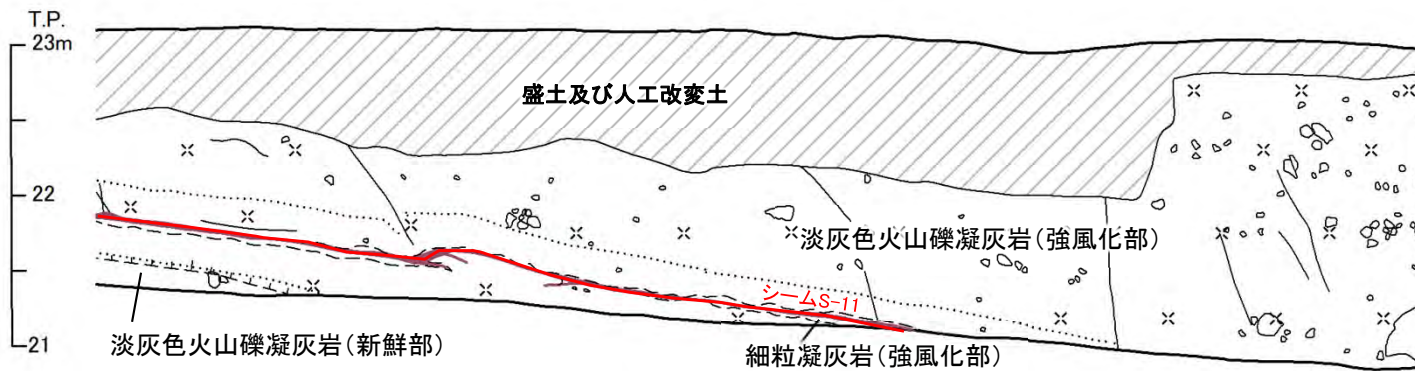 T.P.
23m
盛土及び人工改変土
22
淡灰色火山礫凝灰岩(強風化部)
シームS-11
21
淡灰色火山礫凝灰岩(新鮮部)
細粒凝灰岩(強風化部)